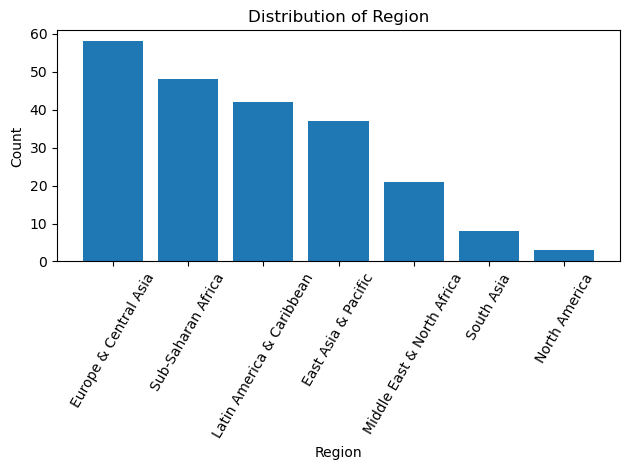 Distribution of Region
Count
60
50
40
30
20
10
0
Europe & Central Asia
Sub-Saharan Africa
Latin America & Caribbean
East Asia & Pacific
Middle East & North Africa
South Asia
North America
Region